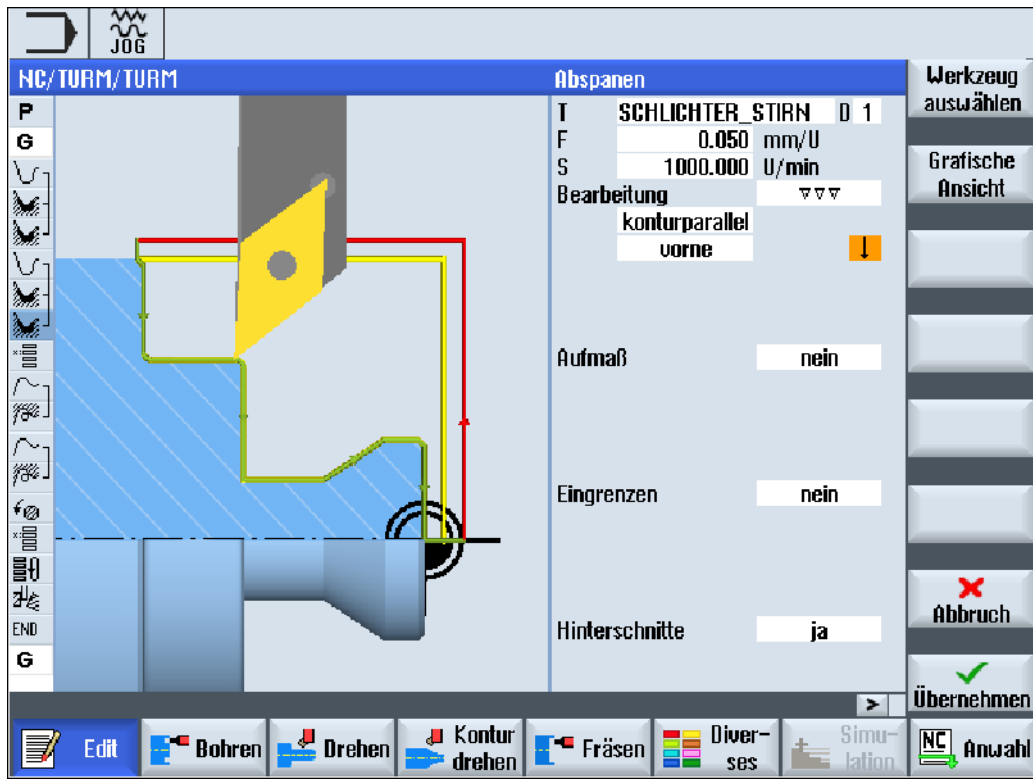 JOG
NC/TURM/TURM
Abspanen
Werkzeug
auswählen
P
T SCHLICHTER_STIRN D 1
G
F 0.050 mm/U
S 1000.000 U/min
Grafische
Ansicht
Bearbeitung ▿▿▿
konturparallel
vorne ↓
Aufmaß nein
Eingrenzen nein
Abbruch
END
Hinterschnitte ja
G
Übernehmen
>
Edit
Bohren
Drehen
Kontur
drehen
Fräsen
Diver-
ses
Simu-
lation
NC Anwahl